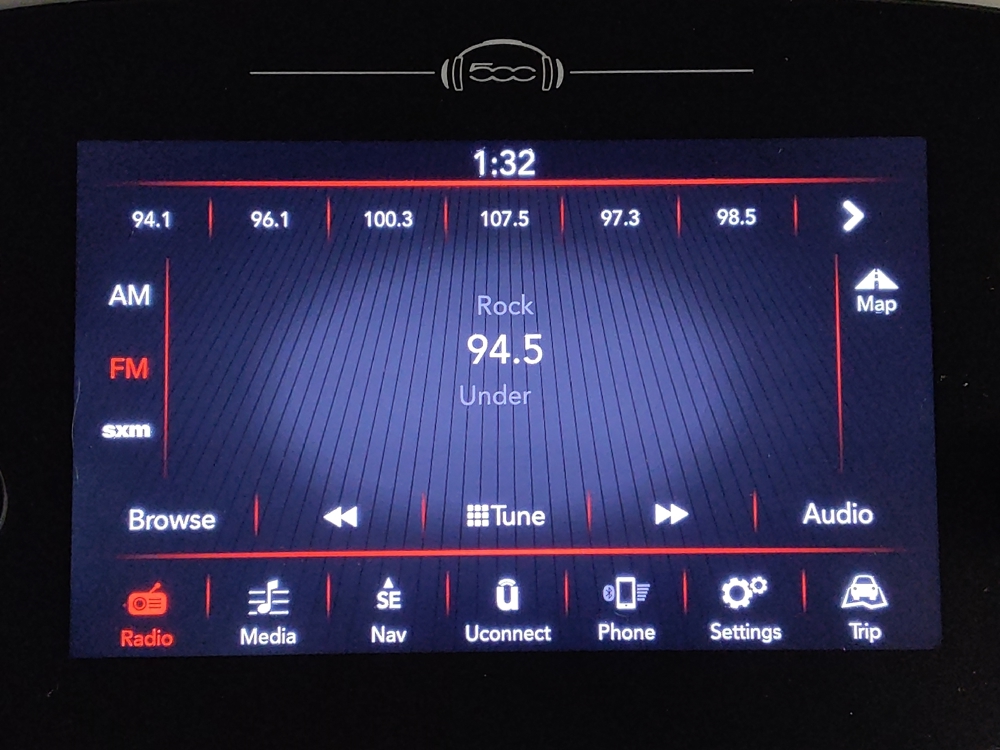 500
1:32
94.1 96.1 100.3 107.5 97.3 98.5
AM
Map
Rock
94.5
FM
Under
sxm
Browse Tune Audio
SE
Radio Media Nav Uconnect Phone Settings Trip